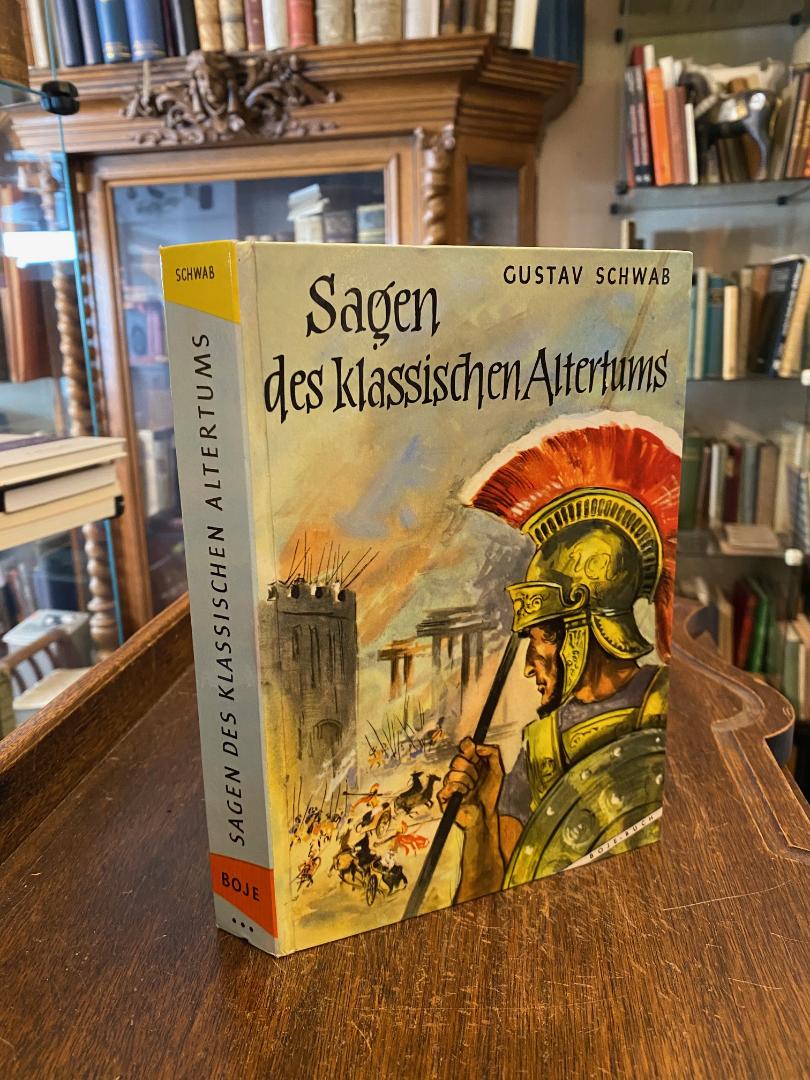 SCHWAB
SAGEN DES KLASSISCHEN ALTERTUMS
BOJE
GUSTAV SCHWAB
Sagen
des klassischen Altertums
BOJE-BUCH